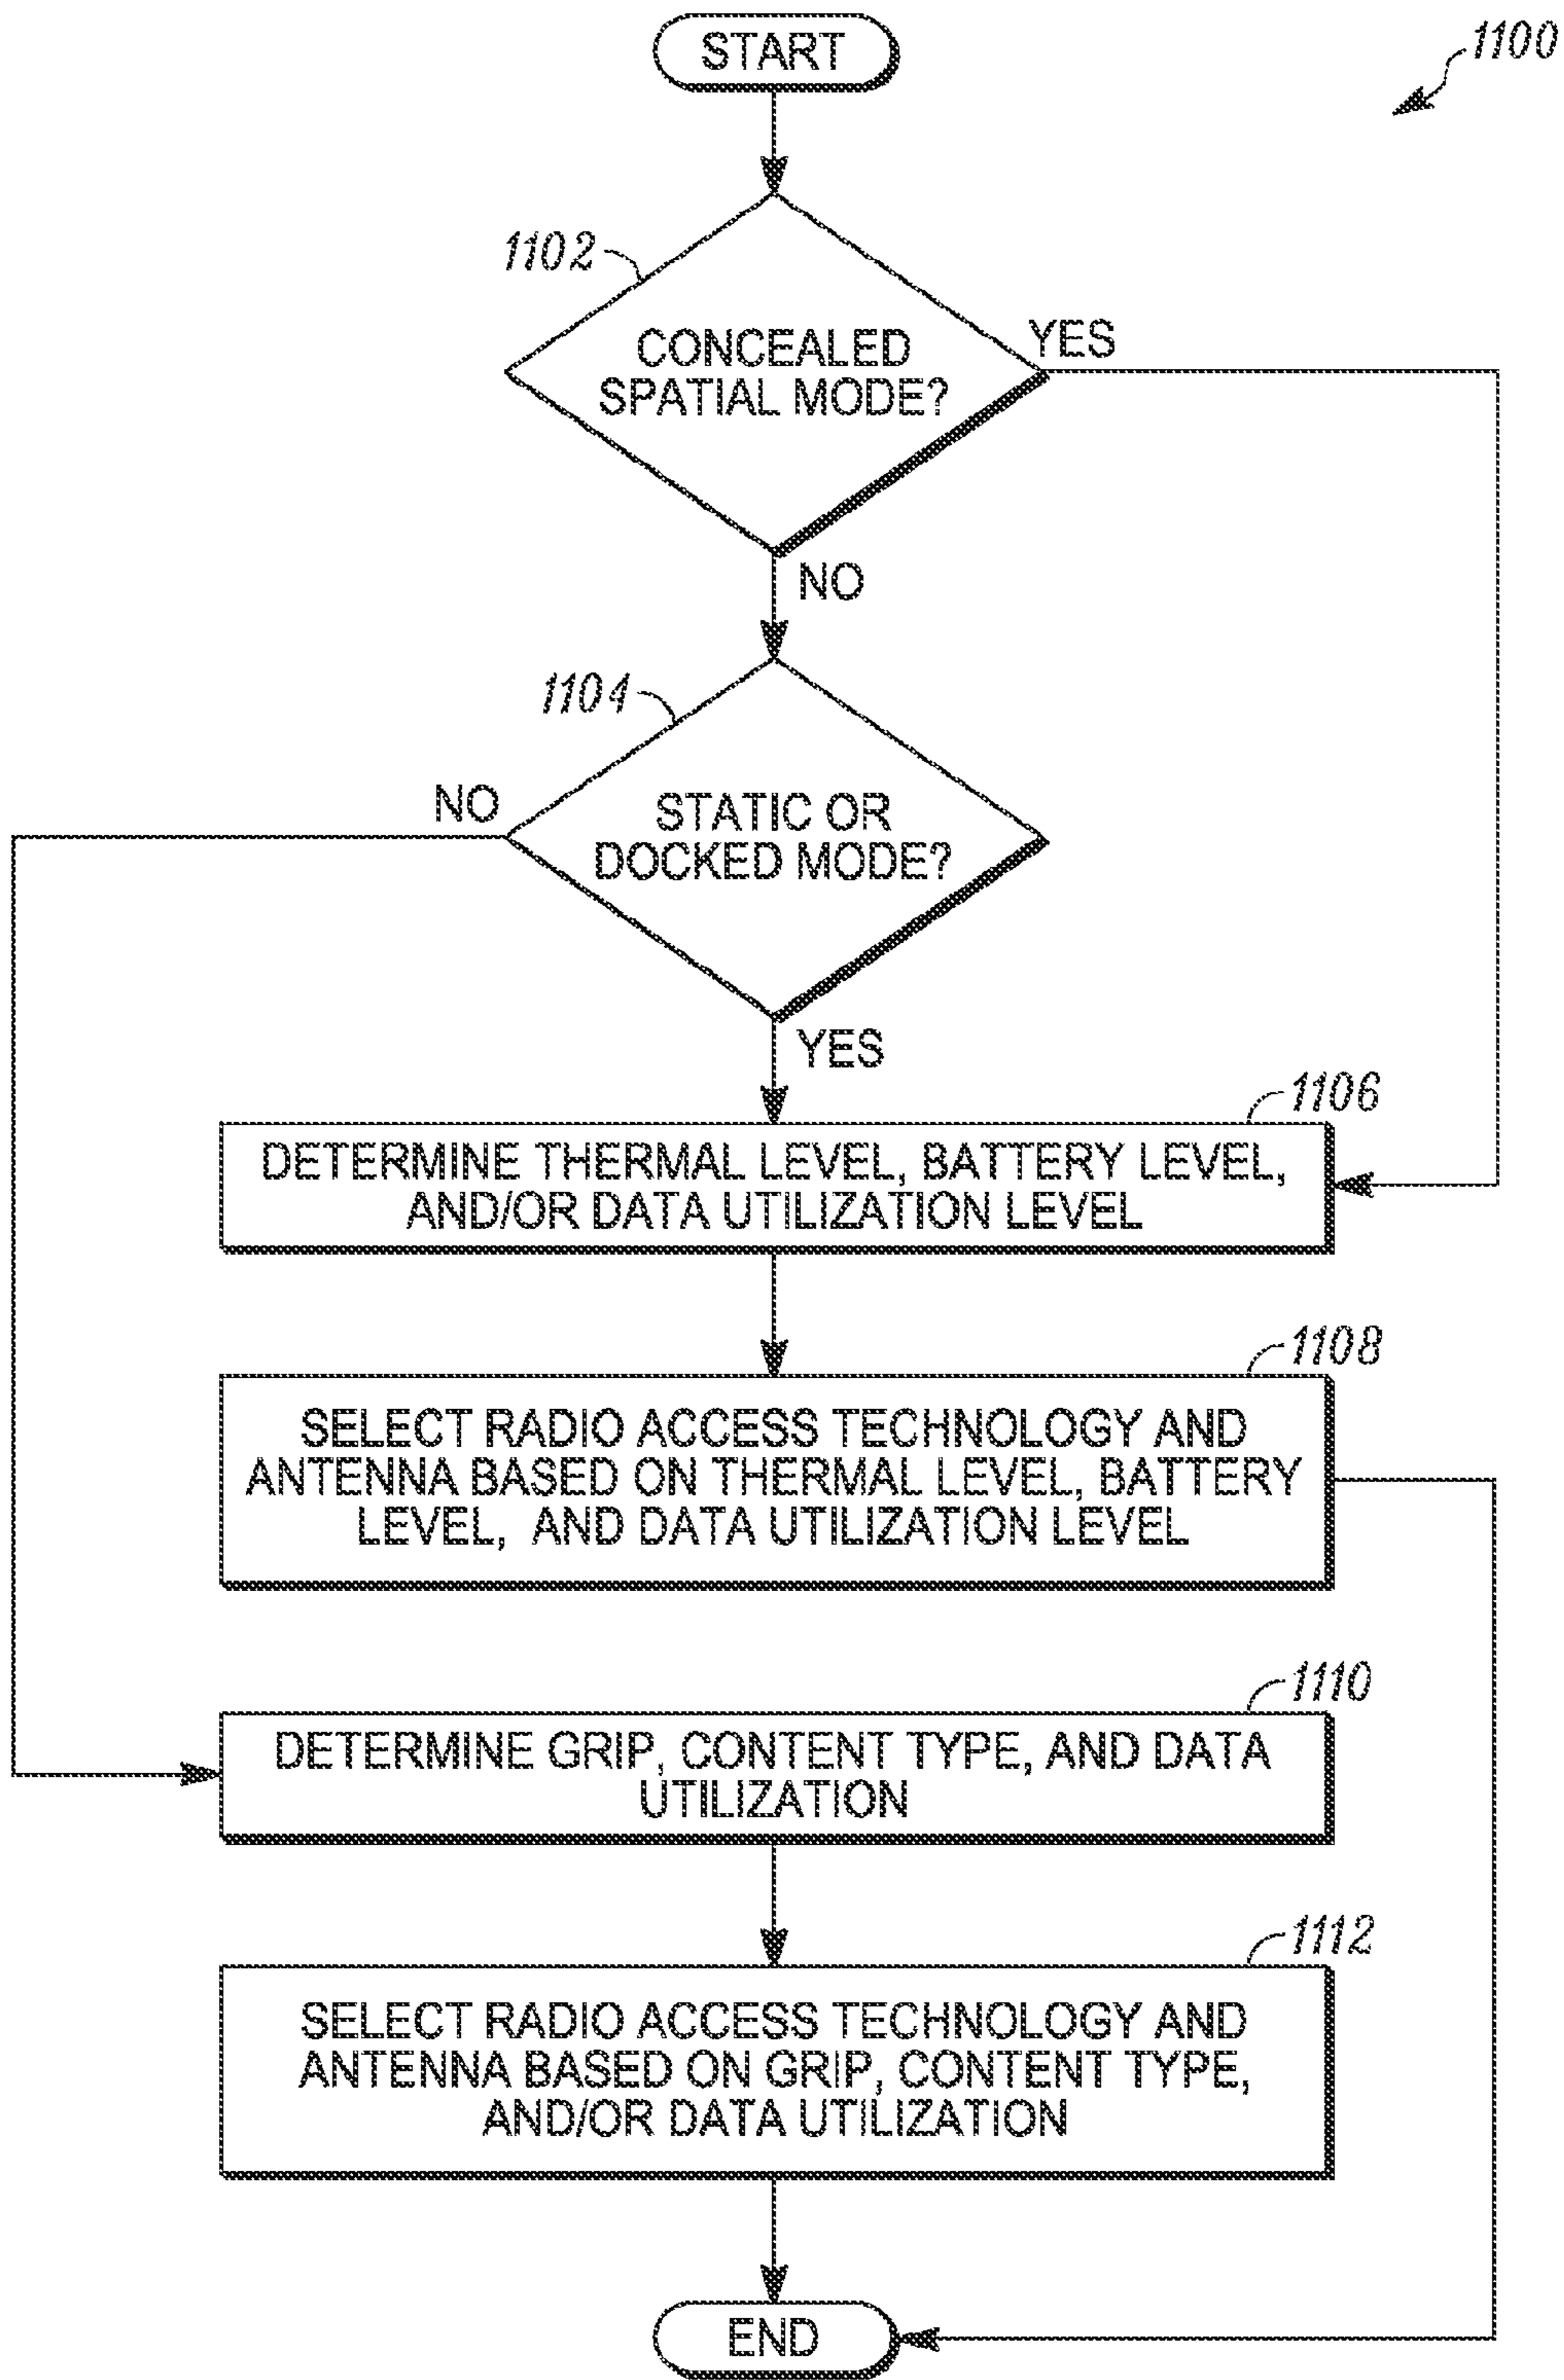 START
1100
1102
CONCEALED
SPATIAL MODE?
YES
NO
1104
NO
STATIC OR
DOCKED MODE?
YES
1106
DETERMINE THERMAL LEVEL, BATTERY LEVEL,
AND/OR DATA UTILIZATION LEVEL
1108
SELECT RADIO ACCESS TECHNOLOGY AND
ANTENNA BASED ON THERMAL LEVEL, BATTERY
LEVEL, AND DATA UTILIZATION LEVEL
1110
DETERMINE GRIP, CONTENT TYPE, AND DATA
UTILIZATION
1112
SELECT RADIO ACCESS TECHNOLOGY AND
ANTENNA BASED ON GRIP, CONTENT TYPE,
AND/OR DATA UTILIZATION
END